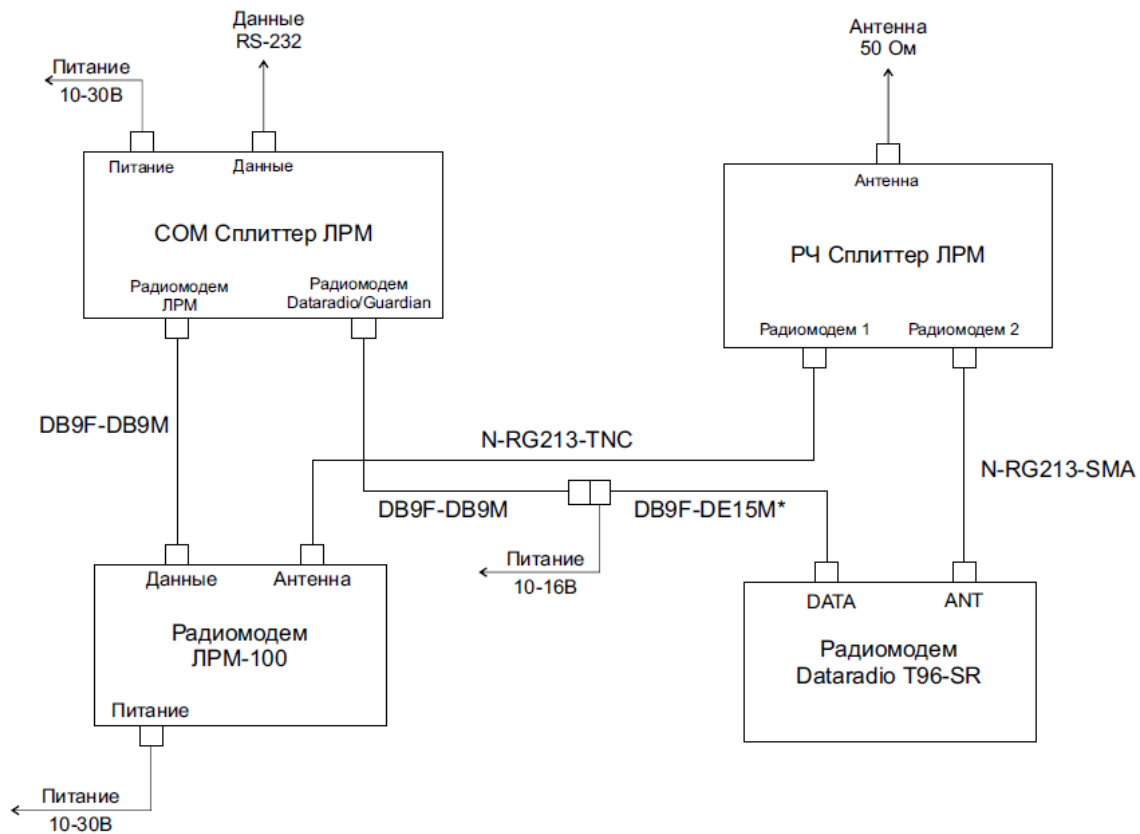 Данные
RS-232
Антенна
50 Ом
Питание
10-30В
Питание
Данные
COM Сплиттер ЛРМ
Радиомодем
ЛРМ
Радиомодем
Dataradio/Guardian
Антенна
РЧ Сплиттер ЛРМ
Радиомодем 1
Радиомодем 2
DB9F-DB9M
N-RG213-TNC
N-RG213-SMA
DB9F-DB9M
DB9F-DE15M*
Питание
10-16В
Данные
Антенна
Радиомодем
ЛРМ-100
Питание
DATA
ANT
Радиомодем
Dataradio T96-SR
Питание
10-30В